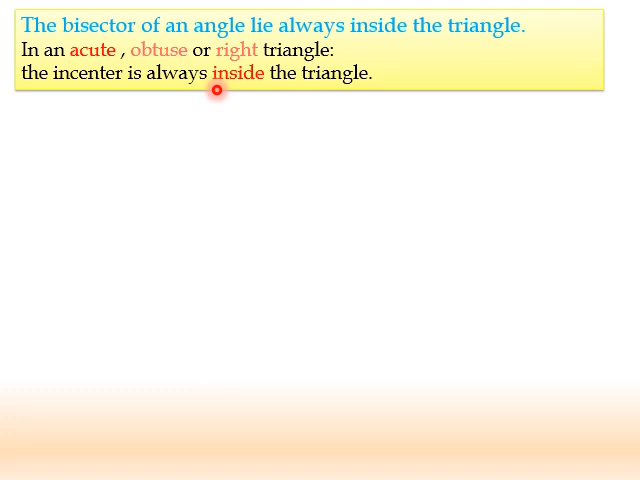 The bisector of an angle lie always inside the triangle.
In an acute , obtuse or right triangle:
the incenter is always inside the triangle.